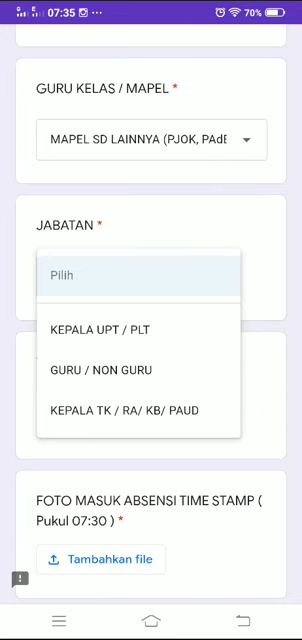 07:35
70%
GURU KELAS / MAPEL *
MAPEL SD LAINNYA (PJOK, PAdB
JABATAN *
Pilih
KEPALA UPT / PLT
GURU / NON GURU
KEPALA TK / RA/ KB/ PAUD
FOTO MASUK ABSENSI TIME STAMP (
Pukul 07:30 ) *
Tambahkan file